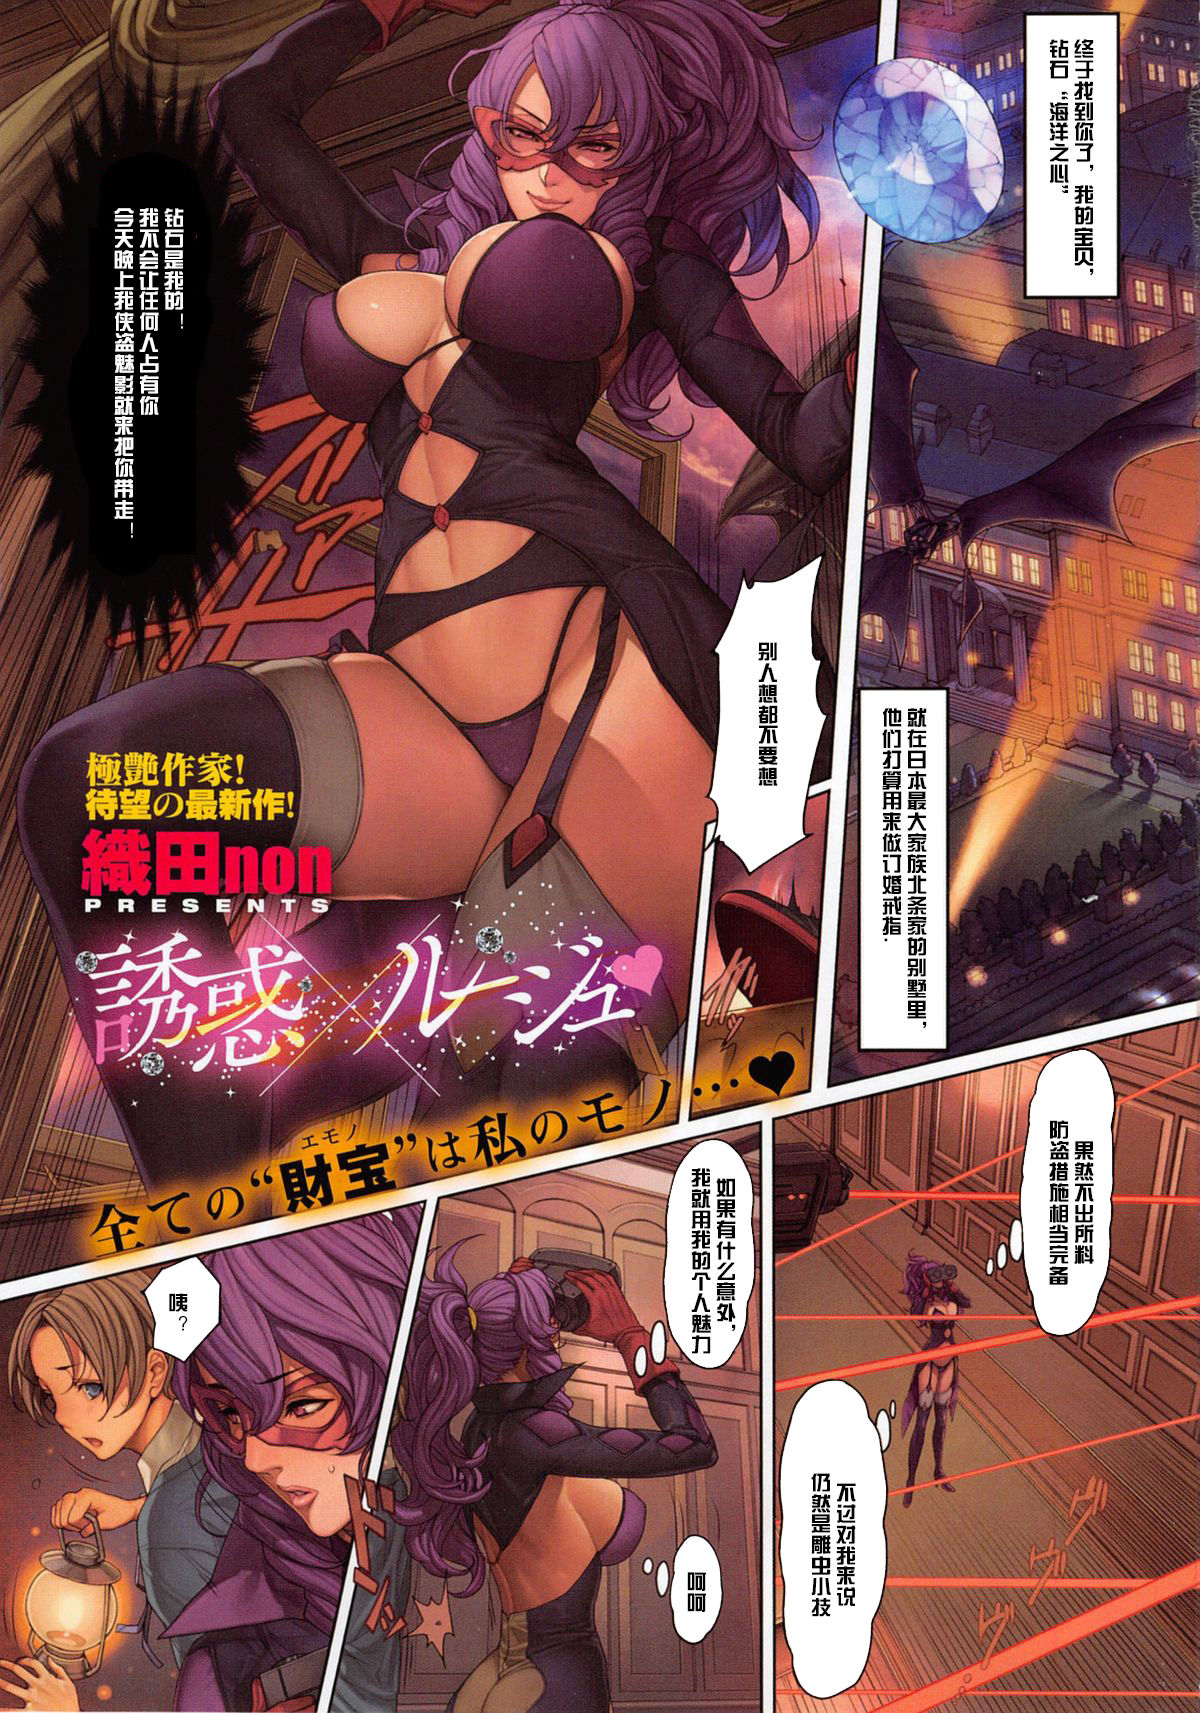 终于找到你了，我的宝贝，
钻石“海洋之心”
就在日本最大家族北条家的别墅里，
他们打算用来做订婚戒指．
钻石是我的！
我不会让任何人占有你
今天晚上我侠盗魅影就来把你带走！
别人想都不要想
極艶作家！
待望の最新作！
織田non
PRESENTS
誘惑×ルージュ♥
エモノ
全ての“財宝”は私のモノ…♥
果然不出所料
防盗措施相当完备
不过对我来说
仍然是雕虫小技
如果有什么意外，
我就用我的个人魅力
呵呵
咦？